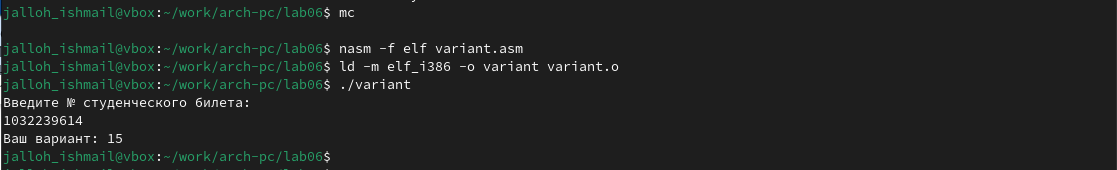 jalloh_ishmail@vbox:~/work/arch-pc/lab06$ mc
jalloh_ishmail@vbox:~/work/arch-pc/lab06$ nasm -f elf variant.asm
jalloh_ishmail@vbox:~/work/arch-pc/lab06$ ld -m elf_i386 -o variant variant.o
jalloh_ishmail@vbox:~/work/arch-pc/lab06$ ./variant
Введите № студенческого билета:
1032239614
Ваш вариант: 15
jalloh_ishmail@vbox:~/work/arch-pc/lab06$